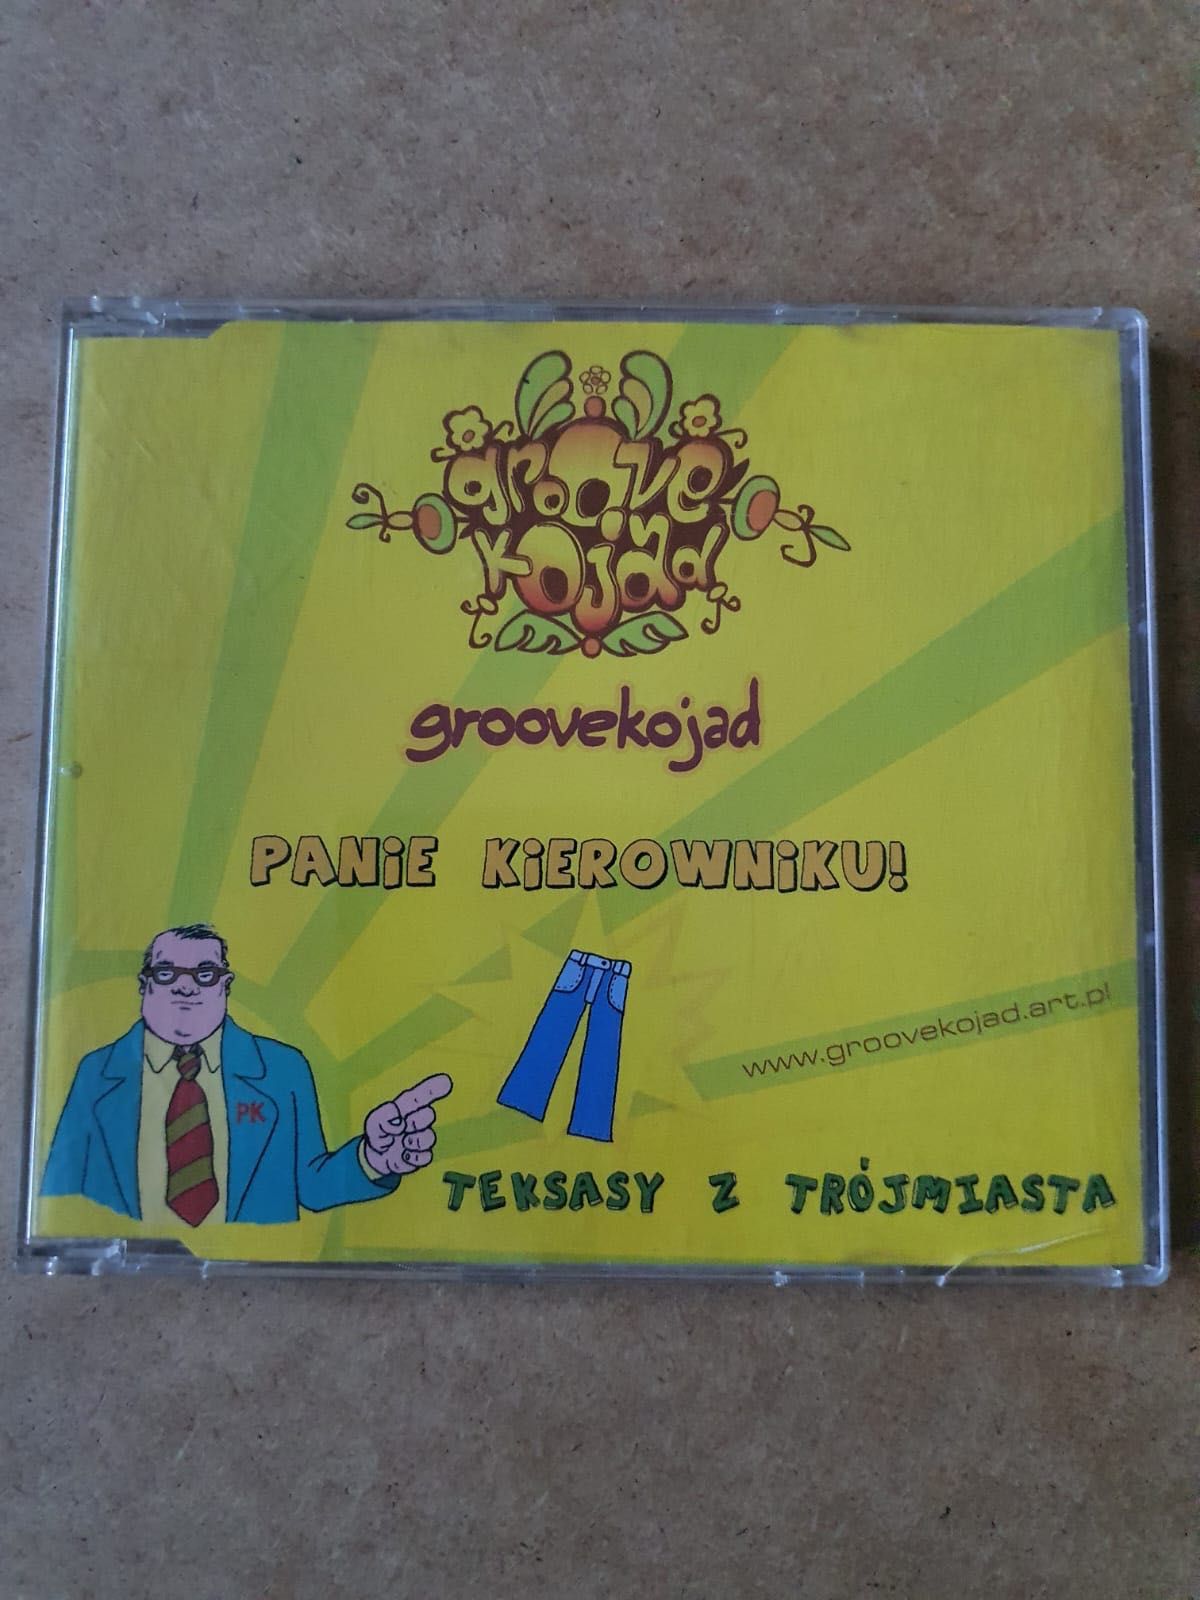 groove
kojad
groovekojad
PANiE KiEROWNiKU!
www.groovekojad.art.pl
PK
TEKSASY Z TRÓJMIASTA